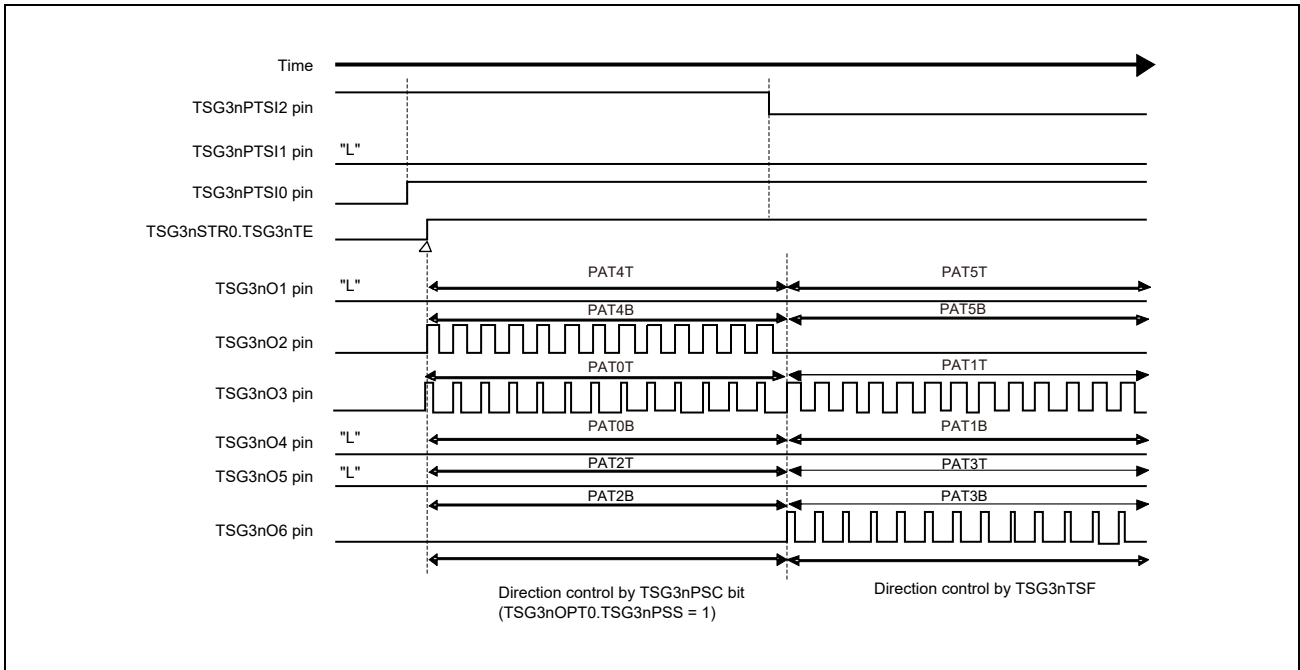 Time
TSG3nPTSI2 pin
TSG3nPTSI1 pin "L"
TSG3nPTSI0 pin
TSG3nSTR0.TSG3nTE
PAT4T PAT5T
TSG3nO1 pin "L"
PAT4B PAT5B
TSG3nO2 pin
PAT0T PAT1T
TSG3nO3 pin
PAT0B PAT1B
TSG3nO4 pin "L"
PAT2T PAT3T
TSG3nO5 pin "L"
PAT2B PAT3B
TSG3nO6 pin
Direction control by TSG3nPSC bit
(TSG3nOPT0.TSG3nPSS = 1)
Direction control by TSG3nTSF